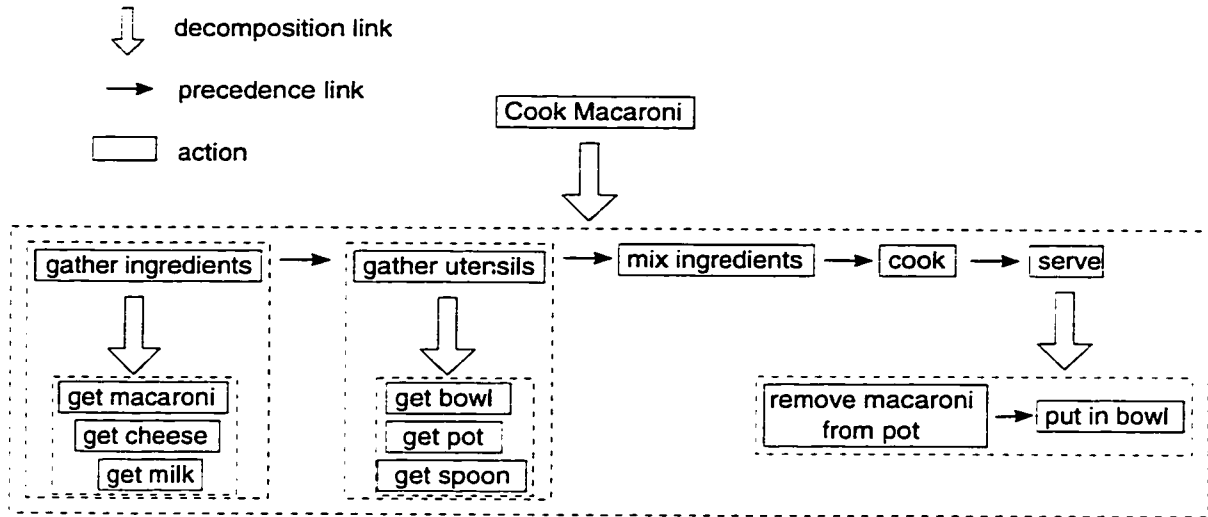 decomposition link
precedence link
action
Cook Macaroni
gather ingredients
gather utensils
mix ingredients
cook
serve
get macaroni
get cheese
get milk
get bowl
get pot
get spoon
remove macaroni
from pot
put in bowl